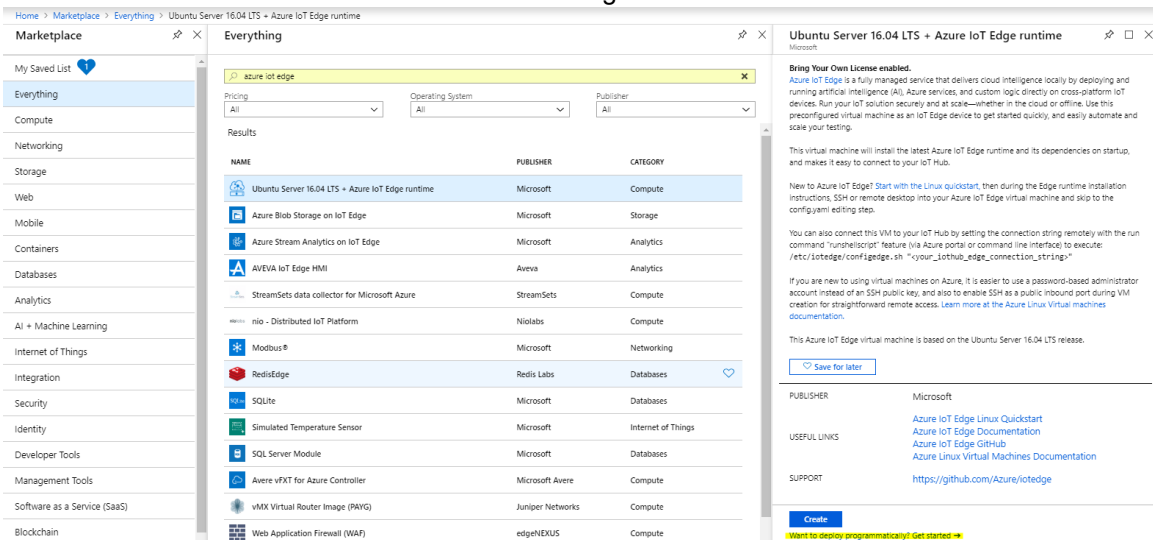 Home > Marketplace > Everything > Ubuntu Server 16.04 LTS + Azure IoT Edge runtime
Marketplace
My Saved List 1
Everything
Compute
Networking
Storage
Web
Mobile
Containers
Databases
Analytics
AI + Machine Learning
Internet of Things
Integration
Security
Identity
Developer Tools
Management Tools
Software as a Service (SaaS)
Blockchain
Everything
azure iot edge
Pricing Operating System Publisher
All All All
Results
NAME PUBLISHER CATEGORY
Ubuntu Server 16.04 LTS + Azure IoT Edge runtime Microsoft Compute
Azure Blob Storage on IoT Edge Microsoft Storage
Azure Stream Analytics on IoT Edge Microsoft Analytics
AVEVA IoT Edge HMI Aveva Analytics
StreamSets data collector for Microsoft Azure StreamSets Compute
nio - Distributed IoT Platform Niolabs Compute
Modbus® Microsoft Networking
RedisEdge Redis Labs Databases
SQLite Microsoft Databases
Simulated Temperature Sensor Microsoft Internet of Things
SQL Server Module Microsoft Databases
Avere vFXT for Azure Controller Microsoft Avere Compute
vMX Virtual Router Image (PAYG) Juniper Networks Compute
Web Application Firewall (WAF) edgeNEXUS Compute
Ubuntu Server 16.04 LTS + Azure IoT Edge runtime
Microsoft
Bring Your Own License enabled.
Azure IoT Edge is a fully managed service that delivers cloud intelligence locally by deploying and
running artificial intelligence (AI), Azure services, and custom logic directly on cross-platform IoT
devices. Run your IoT solution securely and at scale—whether in the cloud or offline. Use this
preconfigured virtual machine as an IoT Edge device to get started quickly, and easily automate and
scale your testing.
This virtual machine will install the latest Azure IoT Edge runtime and its dependencies on startup,
and makes it easy to connect to your IoT Hub.
New to Azure IoT Edge? Start with the Linux quickstart, then during the Edge runtime installation
instructions, SSH or remote desktop into your Azure IoT Edge virtual machine and skip to the
config.yaml editing step.
You can also connect this VM to your IoT Hub by setting the connection string remotely with the run
command "runshellscript" feature (via Azure portal or command line interface) to execute:
/etc/iotedge/configedge.sh "<your_iothub_edge_connection_string>"
If you are new to using virtual machines on Azure, it is easier to use a password-based administrator
account instead of an SSH public key, and also to enable SSH as a public inbound port during VM
creation for straightforward remote access. Learn more at the Azure Linux Virtual machines
documentation.
This Azure IoT Edge virtual machine is based on the Ubuntu Server 16.04 LTS release.
Save for later
PUBLISHER Microsoft
USEFUL LINKS
Azure IoT Edge Linux Quickstart
Azure IoT Edge Documentation
Azure IoT Edge GitHub
Azure Linux Virtual Machines Documentation
SUPPORT https://github.com/Azure/iotedge
Create
Want to deploy programmatically? Get started →